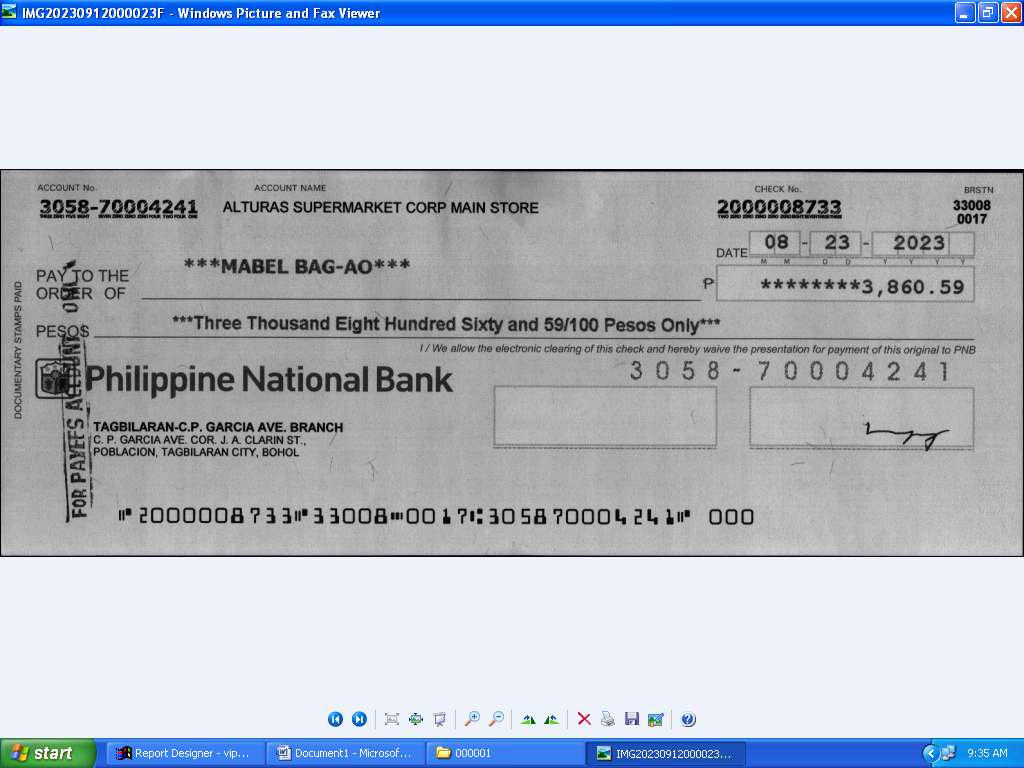 IMG20230912000023F - Windows Picture and Fax Viewer
ACCOUNT No. ACCOUNT NAME CHECK No. BRSTN
3058-70004241 ALTURAS SUPERMARKET CORP MAIN STORE 2000008733 33008
0017
DATE 08 - 23 - 2023
M M D D Y Y Y Y
PAY TO THE
ORDER OF ***MABEL BAG-AO*** ₱ ********3,860.59
PESOS ***Three Thousand Eight Hundred Sixty and 59/100 Pesos Only***
I / We allow the electronic clearing of this check and hereby waive the presentation for payment of this original to PNB
3058-70004241
Philippine National Bank
TAGBILARAN-C.P. GARCIA AVE. BRANCH
C. P. GARCIA AVE. COR. J. A. CLARIN ST.,
POBLACION, TAGBILARAN CITY, BOHOL
DOCUMENTARY STAMPS PAID
FOR PAYEE'S ACCOUNT ONLY
⑈2000008733⑈33008⑉0017⑆305870004241⑈ 000
start Report Designer - vip... Document1 - Microsof... 000001 IMG20230912000023... 9:35 AM